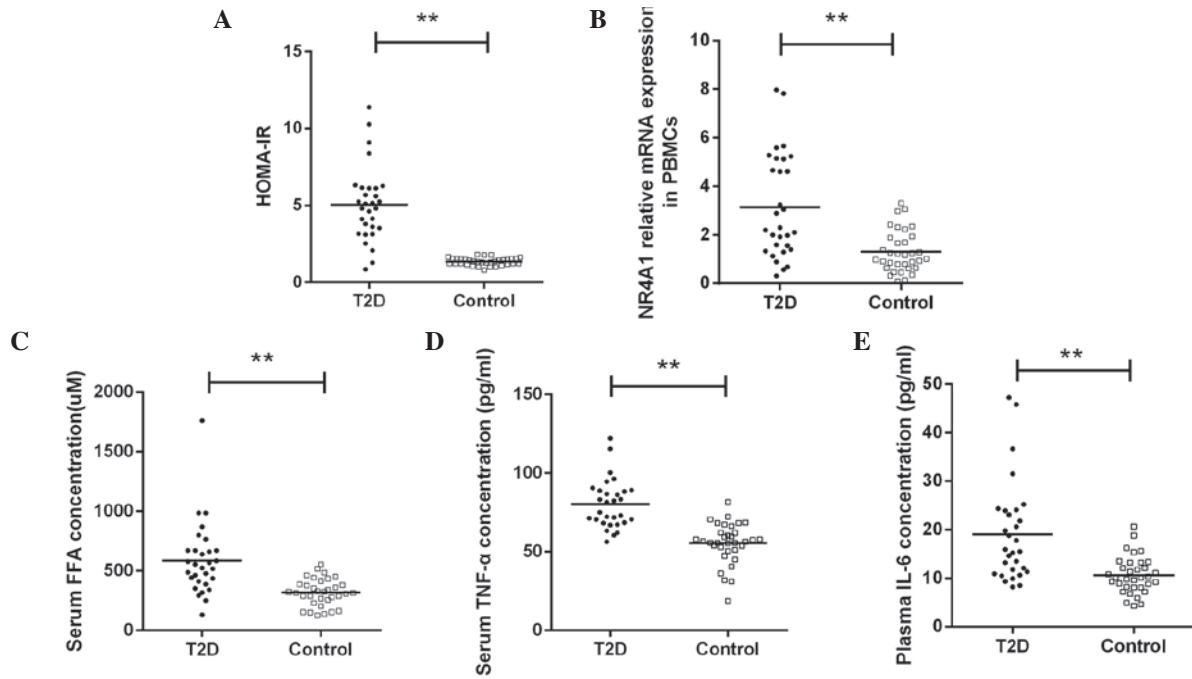 A
**
HOMA-IR
15
10
5
0
T2D Control
B
**
NR4A1 relative mRNA expression
in PBMCs
10
8
6
4
2
0
T2D Control
C
**
Serum FFA concentration(uM)
2000
1500
1000
500
0
T2D Control
D
**
Serum TNF-α concentration (pg/ml)
150
100
50
0
T2D Control
E
**
Plasma IL-6 concentration (pg/ml)
50
40
30
20
10
0
T2D Control